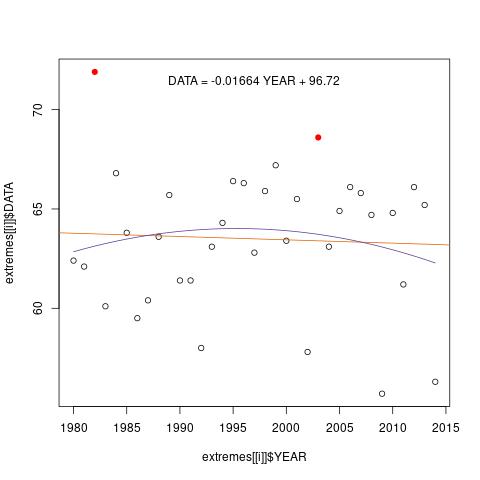 DATA = -0.01664 YEAR + 96.72
extremes[[i]]$DATA
70
65
60
1980 1985 1990 1995 2000 2005 2010 2015
extremes[[i]]$YEAR